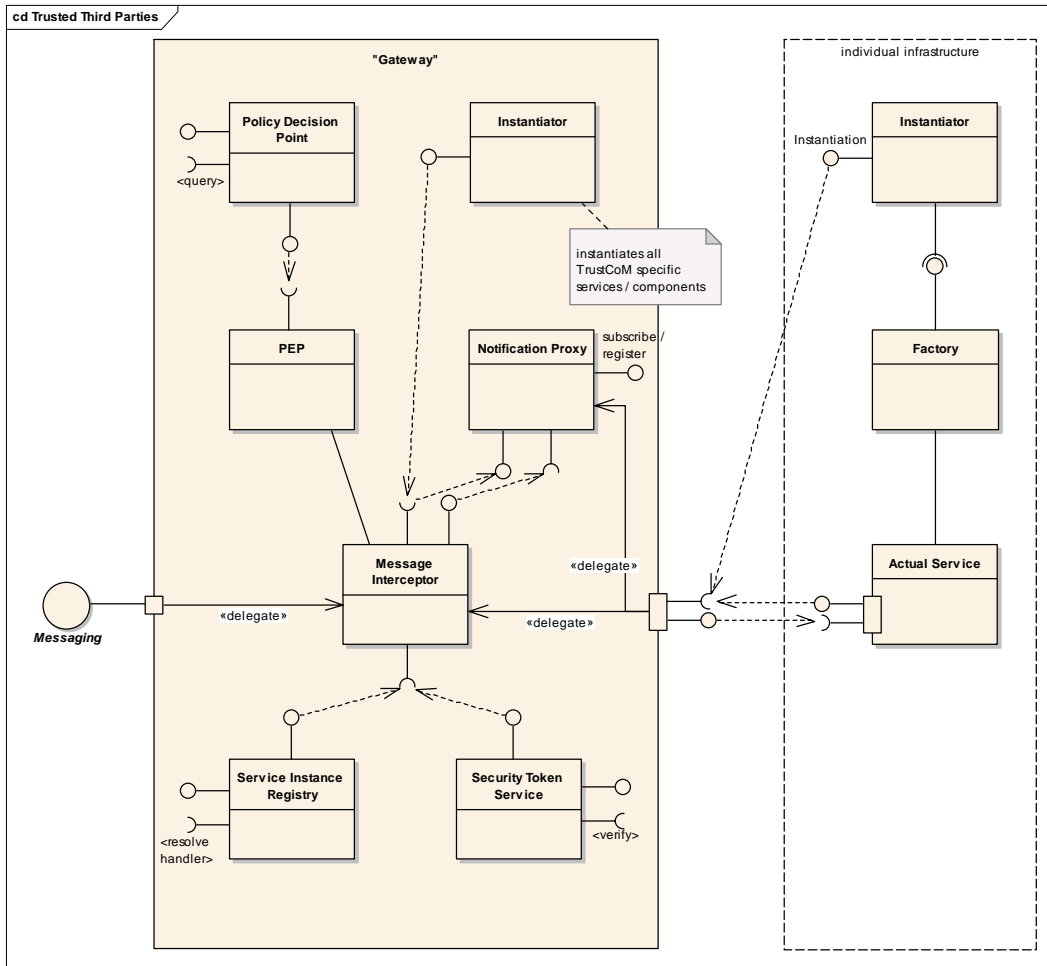 cd Trusted Third Parties
"Gateway"
individual infrastructure
Policy Decision
Point
<query>
Instantiator
Instantiation
Instantiator
instantiates all
TrustCoM specific
services / components
PEP
Notification Proxy
subscribe /
register
Factory
Message
Interceptor
«delegate»
Actual Service
Messaging
«delegate»
«delegate»
Service Instance
Registry
<resolve
handler>
Security Token
Service
<verify>